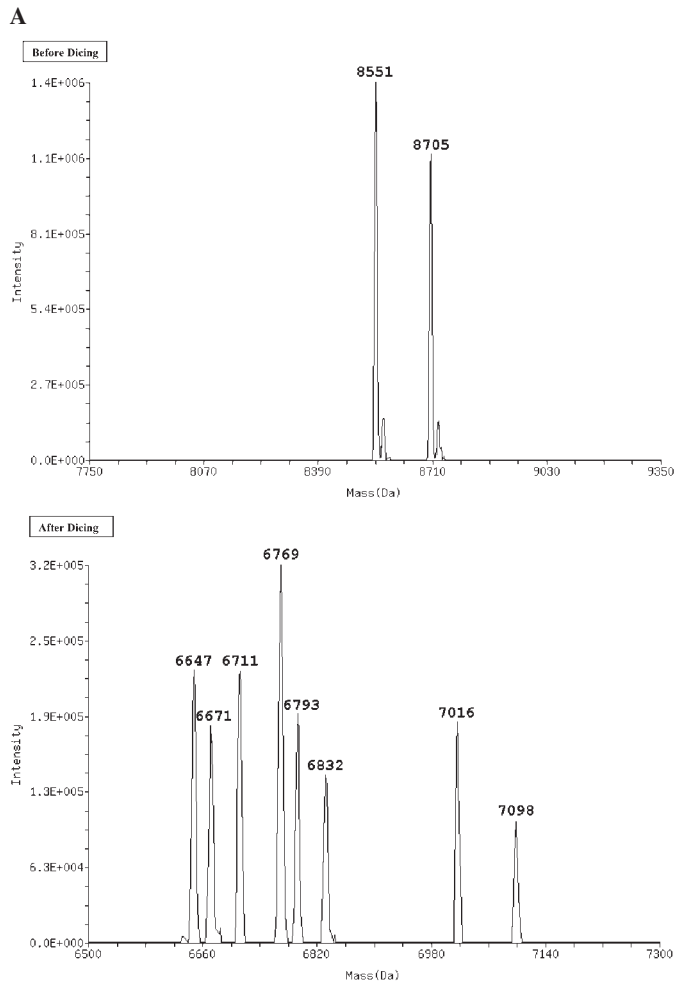 A
Before Dicing
8551
1.4E+006
8705
1.1E+006
8.1E+005
Intensity
5.4E+005
2.7E+005
0.0E+000
7750 8070 8390 8710 9030 9350
Mass(Da)
After Dicing
6769
3.2E+005
6647 6711
2.5E+005
6671 6793
7016
1.9E+005
6832
Intensity
1.3E+005
7098
6.3E+004
0.0E+000
6500 6660 6820 6980 7140 7300
Mass(Da)